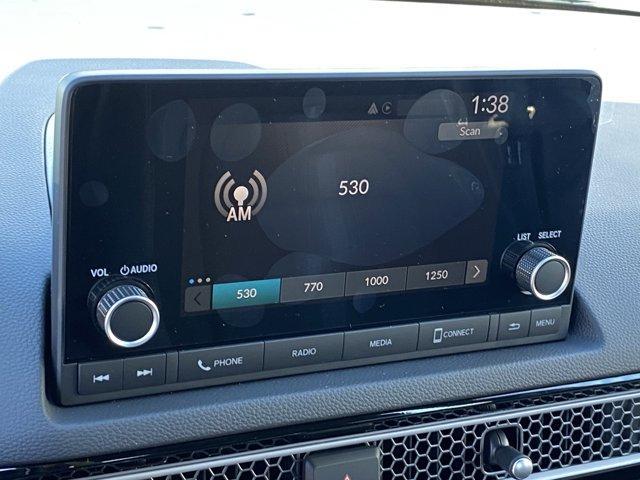 1:38
Scan
530
AM
LIST SELECT
VOL AUDIO
530 770 1000 1250
PHONE RADIO MEDIA CONNECT MENU